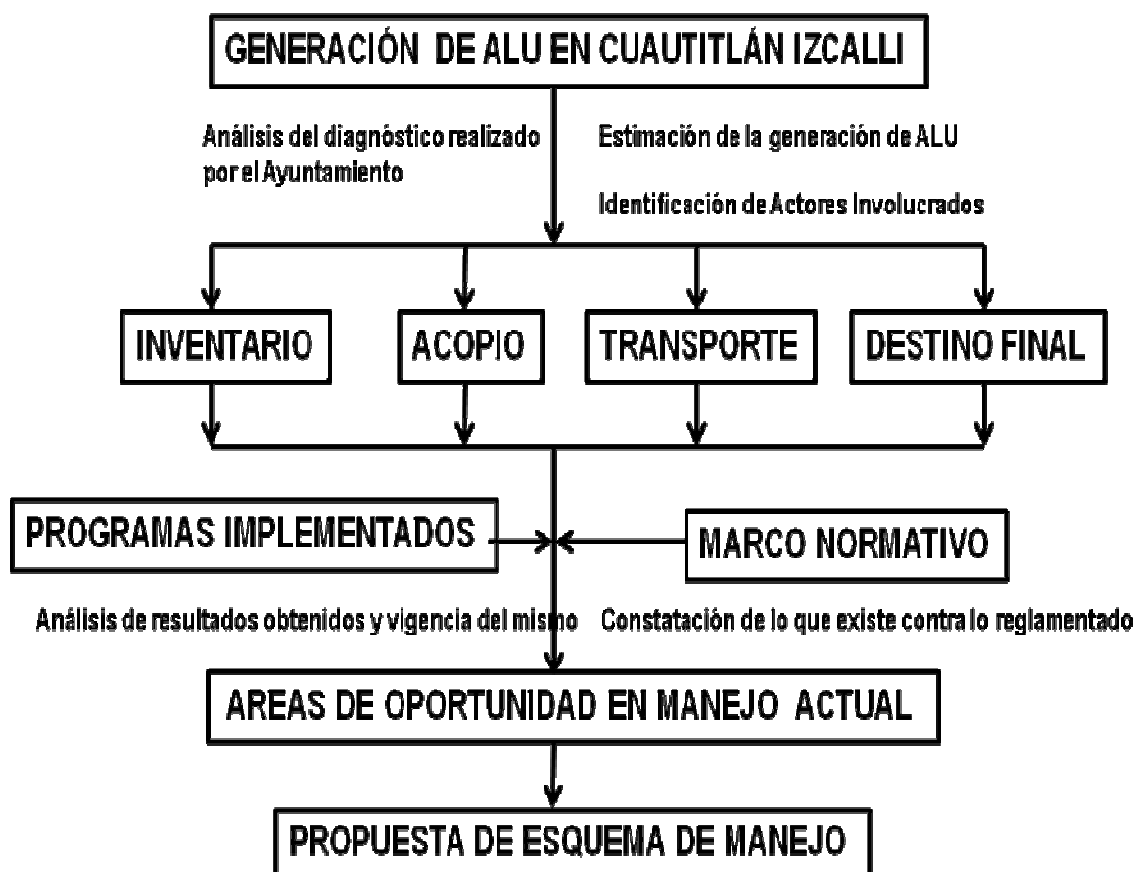 GENERACIÓN DE ALU EN CUAUTITLÁN IZCALLI
Análisis del diagnóstico realizado
por el Ayuntamiento
Estimación de la generación de ALU
Identificación de Actores Involucrados
INVENTARIO
ACOPIO
TRANSPORTE
DESTINO FINAL
PROGRAMAS IMPLEMENTADOS
MARCO NORMATIVO
Análisis de resultados obtenidos y vigencia del mismo
Constatación de lo que existe contra lo reglamentado
AREAS DE OPORTUNIDAD EN MANEJO ACTUAL
PROPUESTA DE ESQUEMA DE MANEJO